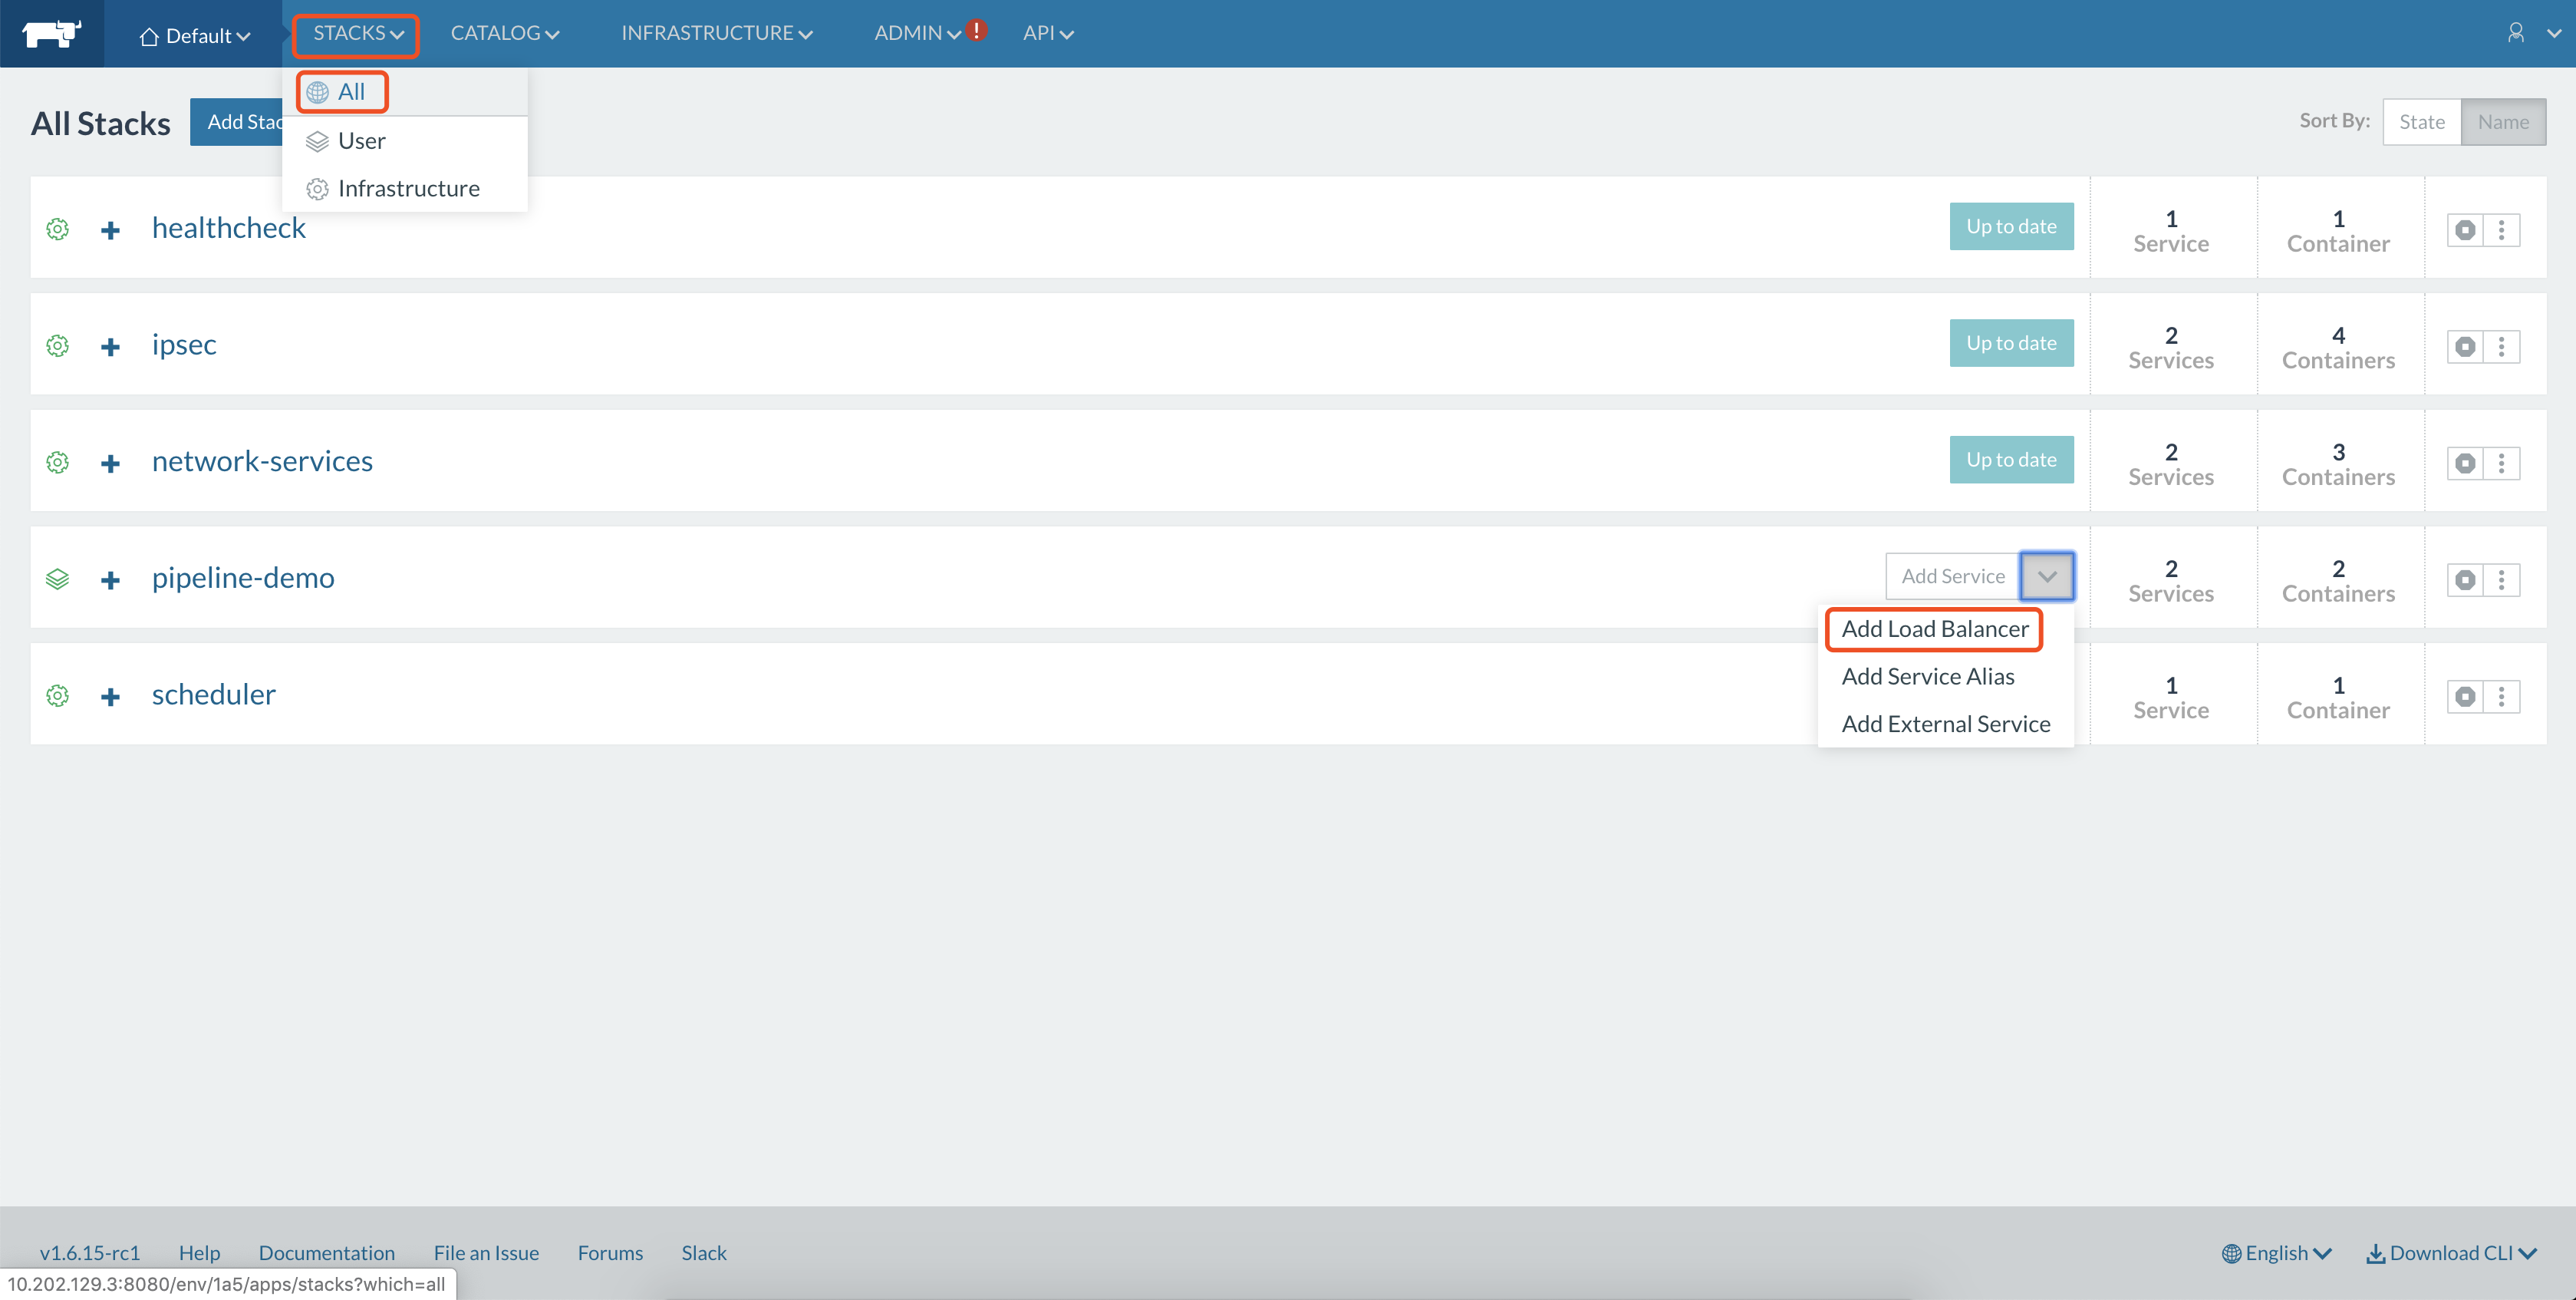 Default
STACKS
CATALOG
INFRASTRUCTURE
ADMIN
!
API
All
User
Infrastructure
All Stacks
Add Stac
Sort By:
State
Name
healthcheck
Up to date
1
Service
1
Container
ipsec
Up to date
2
Services
4
Containers
network-services
Up to date
2
Services
3
Containers
pipeline-demo
Add Service
2
Services
2
Containers
Add Load Balancer
Add Service Alias
Add External Service
scheduler
1
Service
1
Container
v1.6.15-rc1
Help
Documentation
File an Issue
Forums
Slack
English
Download CLI
10.202.129.3:8080/env/1a5/apps/stacks?which=all